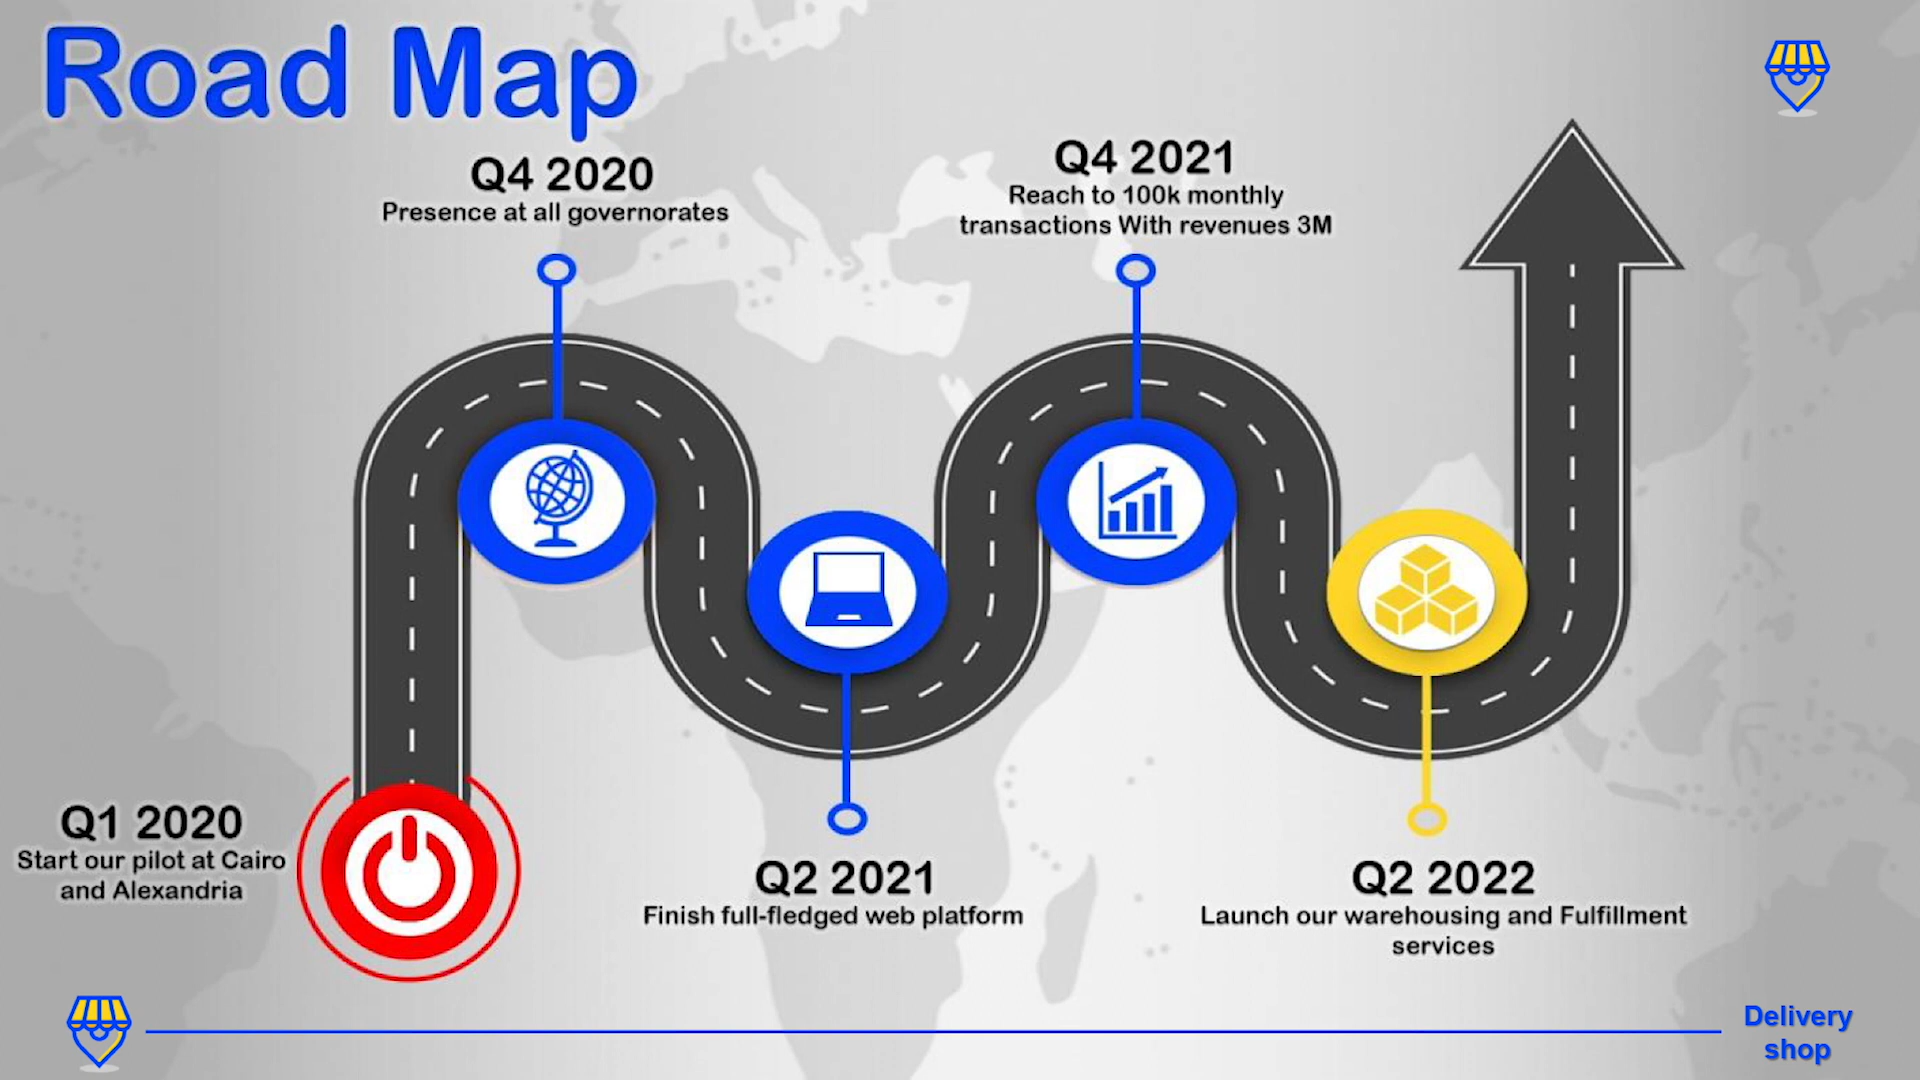 Road Map
Q4 2020
Presence at all governorates
Q4 2021
Reach to 100k monthly
transactions With revenues 3M
Q1 2020
Start our pilot at Cairo
and Alexandria
Q2 2021
Finish full-fledged web platform
Q2 2022
Launch our warehousing and Fulfillment
services
Delivery
shop